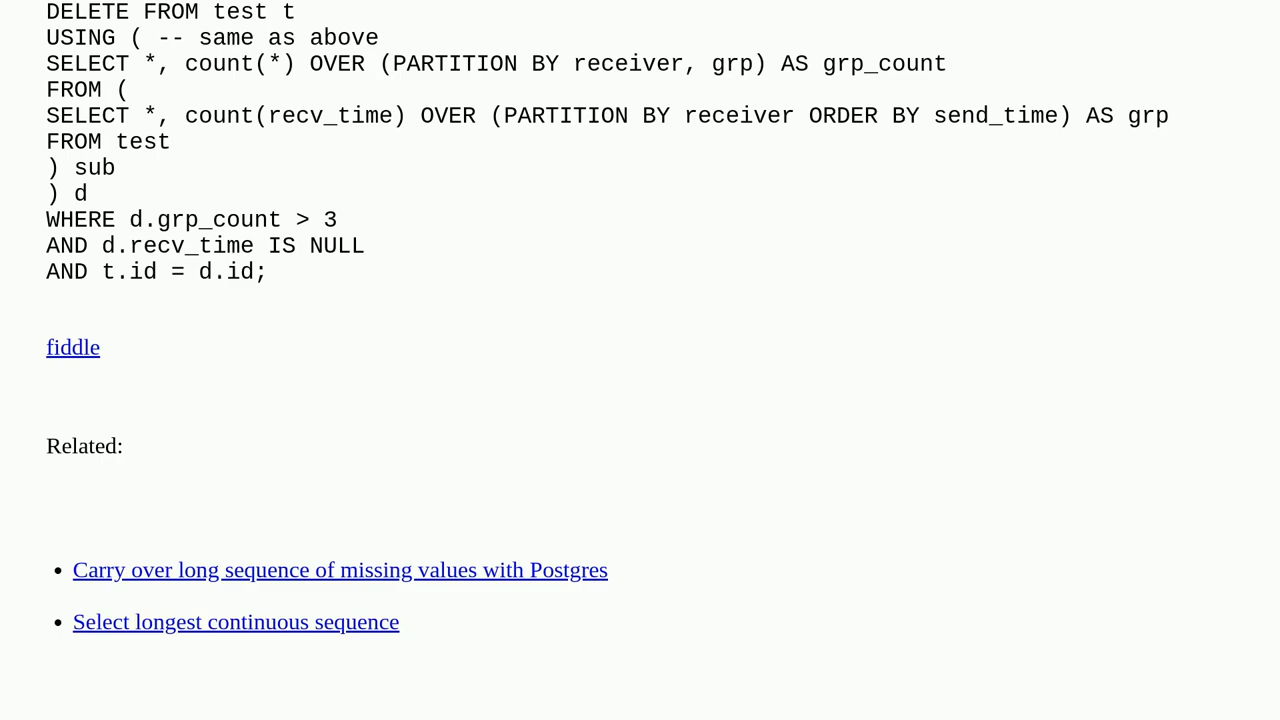 DELETE FROM test t
USING ( -- same as above
SELECT *, count(*) OVER (PARTITION BY receiver, grp) AS grp_count
FROM (
SELECT *, count(recv_time) OVER (PARTITION BY receiver ORDER BY send_time) AS grp
FROM test
) sub
) d
WHERE d.grp_count > 3
AND d.recv_time IS NULL
AND t.id = d.id;
fiddle
Related:
• Carry over long sequence of missing values with Postgres
• Select longest continuous sequence